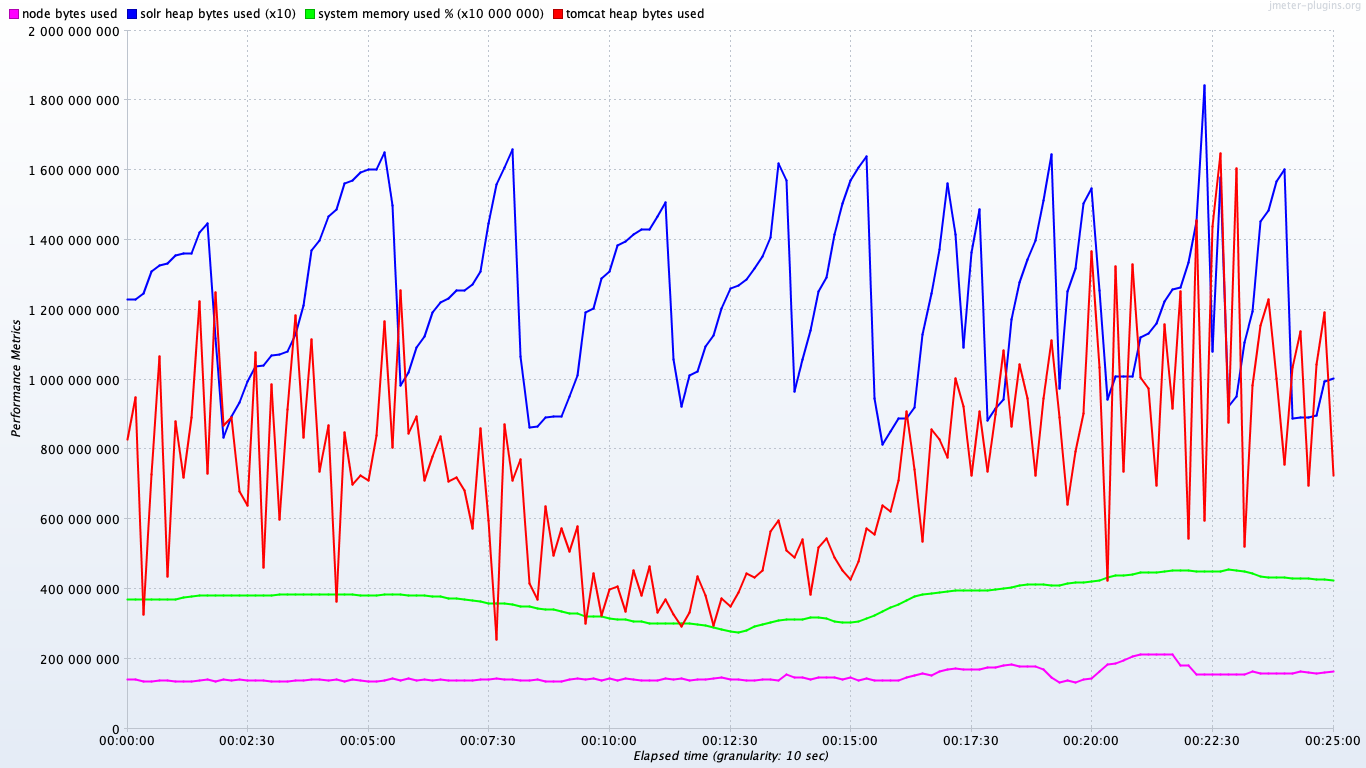 jmeter-plugins.org
node bytes used solr heap bytes used (x10) system memory used % (x10 000 000) tomcat heap bytes used
2 000 000 000
1 800 000 000
1 600 000 000
1 400 000 000
1 200 000 000
1 000 000 000
800 000 000
600 000 000
400 000 000
200 000 000
0
Performance Metrics
00:00:00 00:02:30 00:05:00 00:07:30 00:10:00 00:12:30 00:15:00 00:17:30 00:20:00 00:22:30 00:25:00
Elapsed time (granularity: 10 sec)